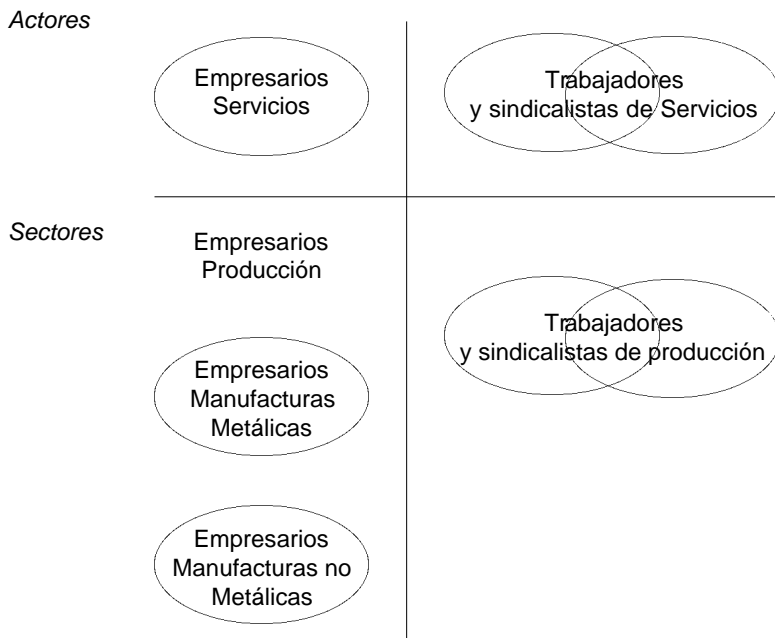 Actores
Empresarios
Servicios
Trabajadores
y sindicalistas de Servicios
Sectores
Empresarios
Producción
Trabajadores
y sindicalistas de producción
Empresarios
Manufacturas
Metálicas
Empresarios
Manufacturas no
Metálicas